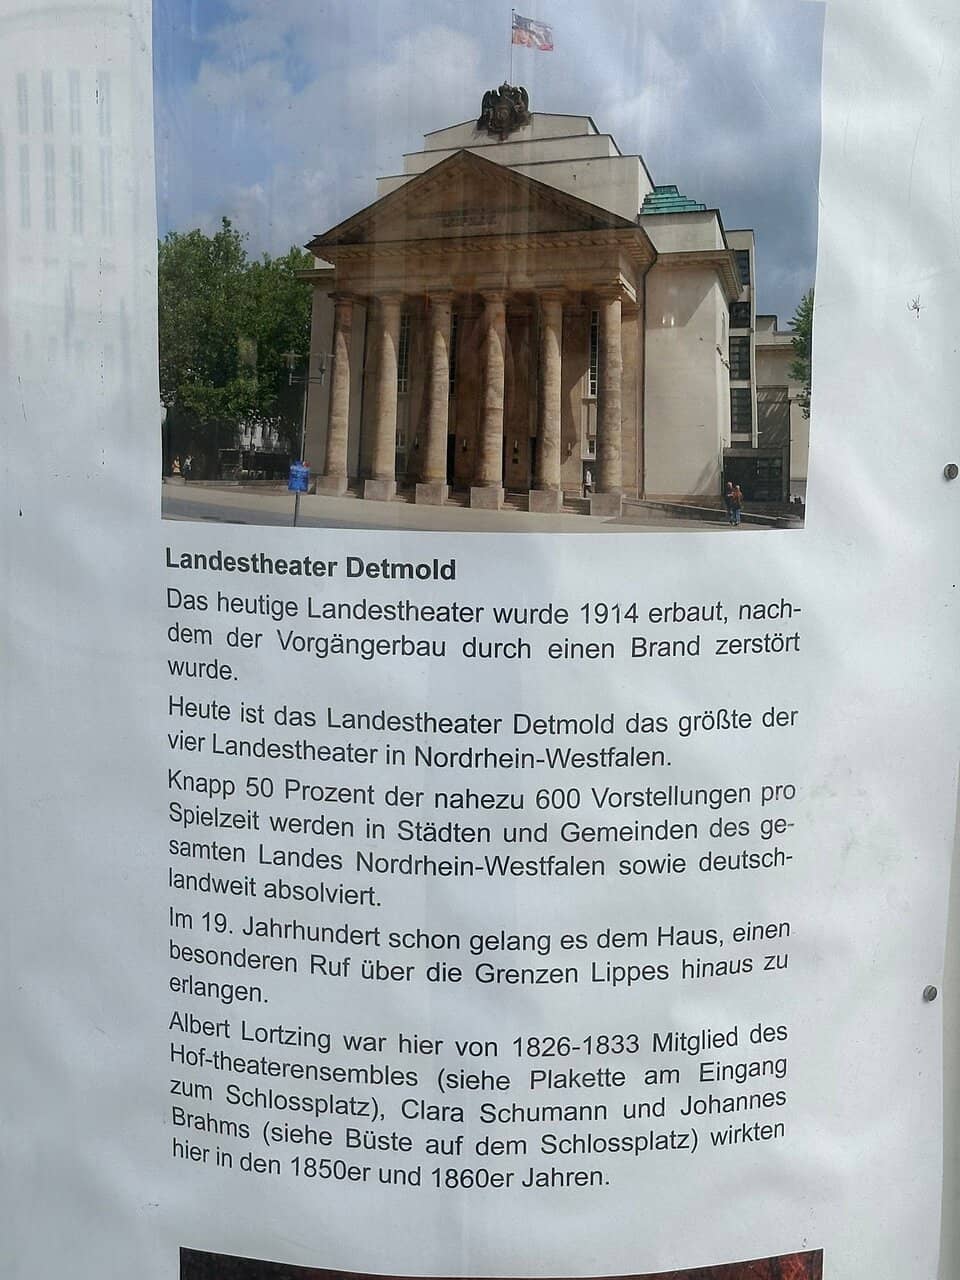 Landestheater Detmold
Das heutige Landestheater wurde 1914 erbaut, nach-
dem der Vorgängerbau durch einen Brand zerstört
wurde.
Heute ist das Landestheater Detmold das größte der
vier Landestheater in Nordrhein-Westfalen.
Knapp 50 Prozent der nahezu 600 Vorstellungen pro
Spielzeit werden in Städten und Gemeinden des ge-
samten Landes Nordrhein-Westfalen sowie deutsch-
landweit absolviert.
Im 19. Jahrhundert schon gelang es dem Haus, einen
besonderen Ruf über die Grenzen Lippes hinaus zu
erlangen.
Albert Lortzing war hier von 1826-1833 Mitglied des
Hof-theaterensembles (siehe Plakette am Eingang
zum Schlossplatz), Clara Schumann und Johannes
Brahms (siehe Büste auf dem Schlossplatz) wirkten
hier in den 1850er und 1860er Jahren.